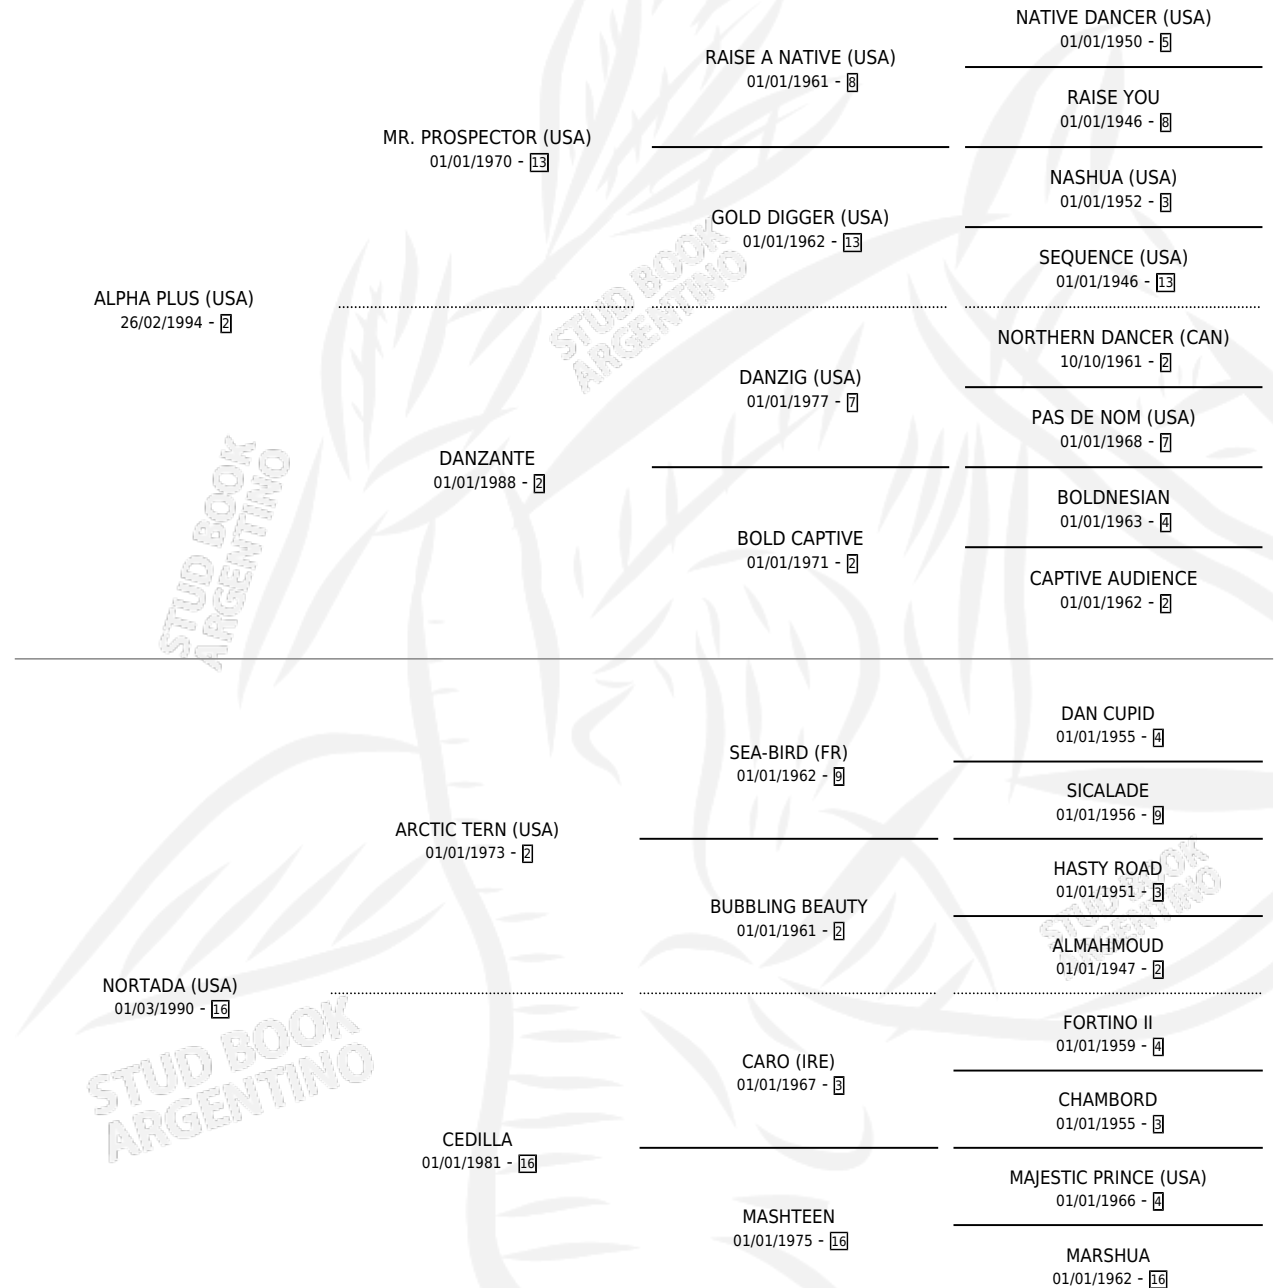 NATIVE DANCER (USA)
01/01/1950 - 5
RAISE A NATIVE (USA)
01/01/1961 - 8
RAISE YOU
01/01/1946 - 8
MR. PROSPECTOR (USA)
01/01/1970 - 13
NASHUA (USA)
01/01/1952 - 3
GOLD DIGGER (USA)
01/01/1962 - 13
SEQUENCE (USA)
01/01/1946 - 13
ALPHA PLUS (USA)
26/02/1994 - 2
NORTHERN DANCER (CAN)
10/10/1961 - 2
DANZIG (USA)
01/01/1977 - 7
PAS DE NOM (USA)
01/01/1968 - 7
DANZANTE
01/01/1988 - 2
BOLDNESIAN
01/01/1963 - 4
BOLD CAPTIVE
01/01/1971 - 2
CAPTIVE AUDIENCE
01/01/1962 - 2
DAN CUPID
01/01/1955 - 4
SEA-BIRD (FR)
01/01/1962 - 9
SICALADE
01/01/1956 - 9
ARCTIC TERN (USA)
01/01/1973 - 2
HASTY ROAD
01/01/1951 - 3
BUBBLING BEAUTY
01/01/1961 - 2
ALMAHMOUD
01/01/1947 - 2
NORTADA (USA)
01/03/1990 - 16
FORTINO II
01/01/1959 - 4
CARO (IRE)
01/01/1967 - 3
CHAMBORD
01/01/1955 - 3
CEDILLA
01/01/1981 - 16
MAJESTIC PRINCE (USA)
01/01/1966 - 4
MASHTEEN
01/01/1975 - 16
MARSHUA
01/01/1962 - 16
STUD BOOK
ARGENTINO
STUD BOOK
ARGENTINO
STUD BOOK
ARGENTINO
STUD BOOK
ARGENTINO